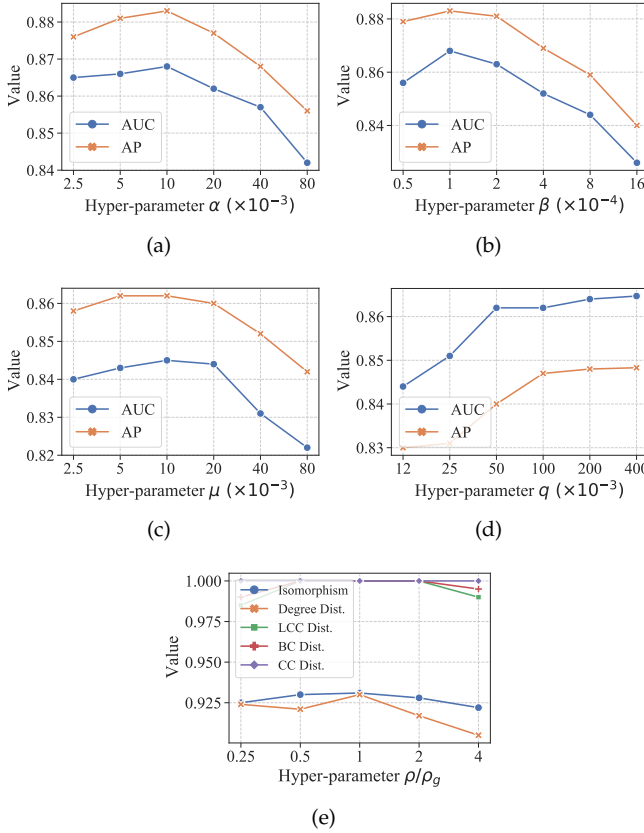 0.88
0.87
0.86
0.85
0.84
Value
AUC
AP
2.5 5 10 20 40 80
Hyper-parameter α (×10⁻³)
(a)
0.88
0.86
0.84
Value
AUC
AP
0.5 1 2 4 8 16
Hyper-parameter β (×10⁻⁴)
(b)
0.86
0.85
0.84
0.83
0.82
Value
AUC
AP
2.5 5 10 20 40 80
Hyper-parameter μ (×10⁻³)
(c)
0.86
0.85
0.84
0.83
Value
AUC
AP
12 25 50 100 200 400
Hyper-parameter q (×10⁻³)
(d)
1.000
0.975
0.950
0.925
Value
Isomorphism
Degree Dist.
LCC Dist.
BC Dist.
CC Dist.
0.25 0.5 1 2 4
Hyper-parameter ρ/ρg
(e)